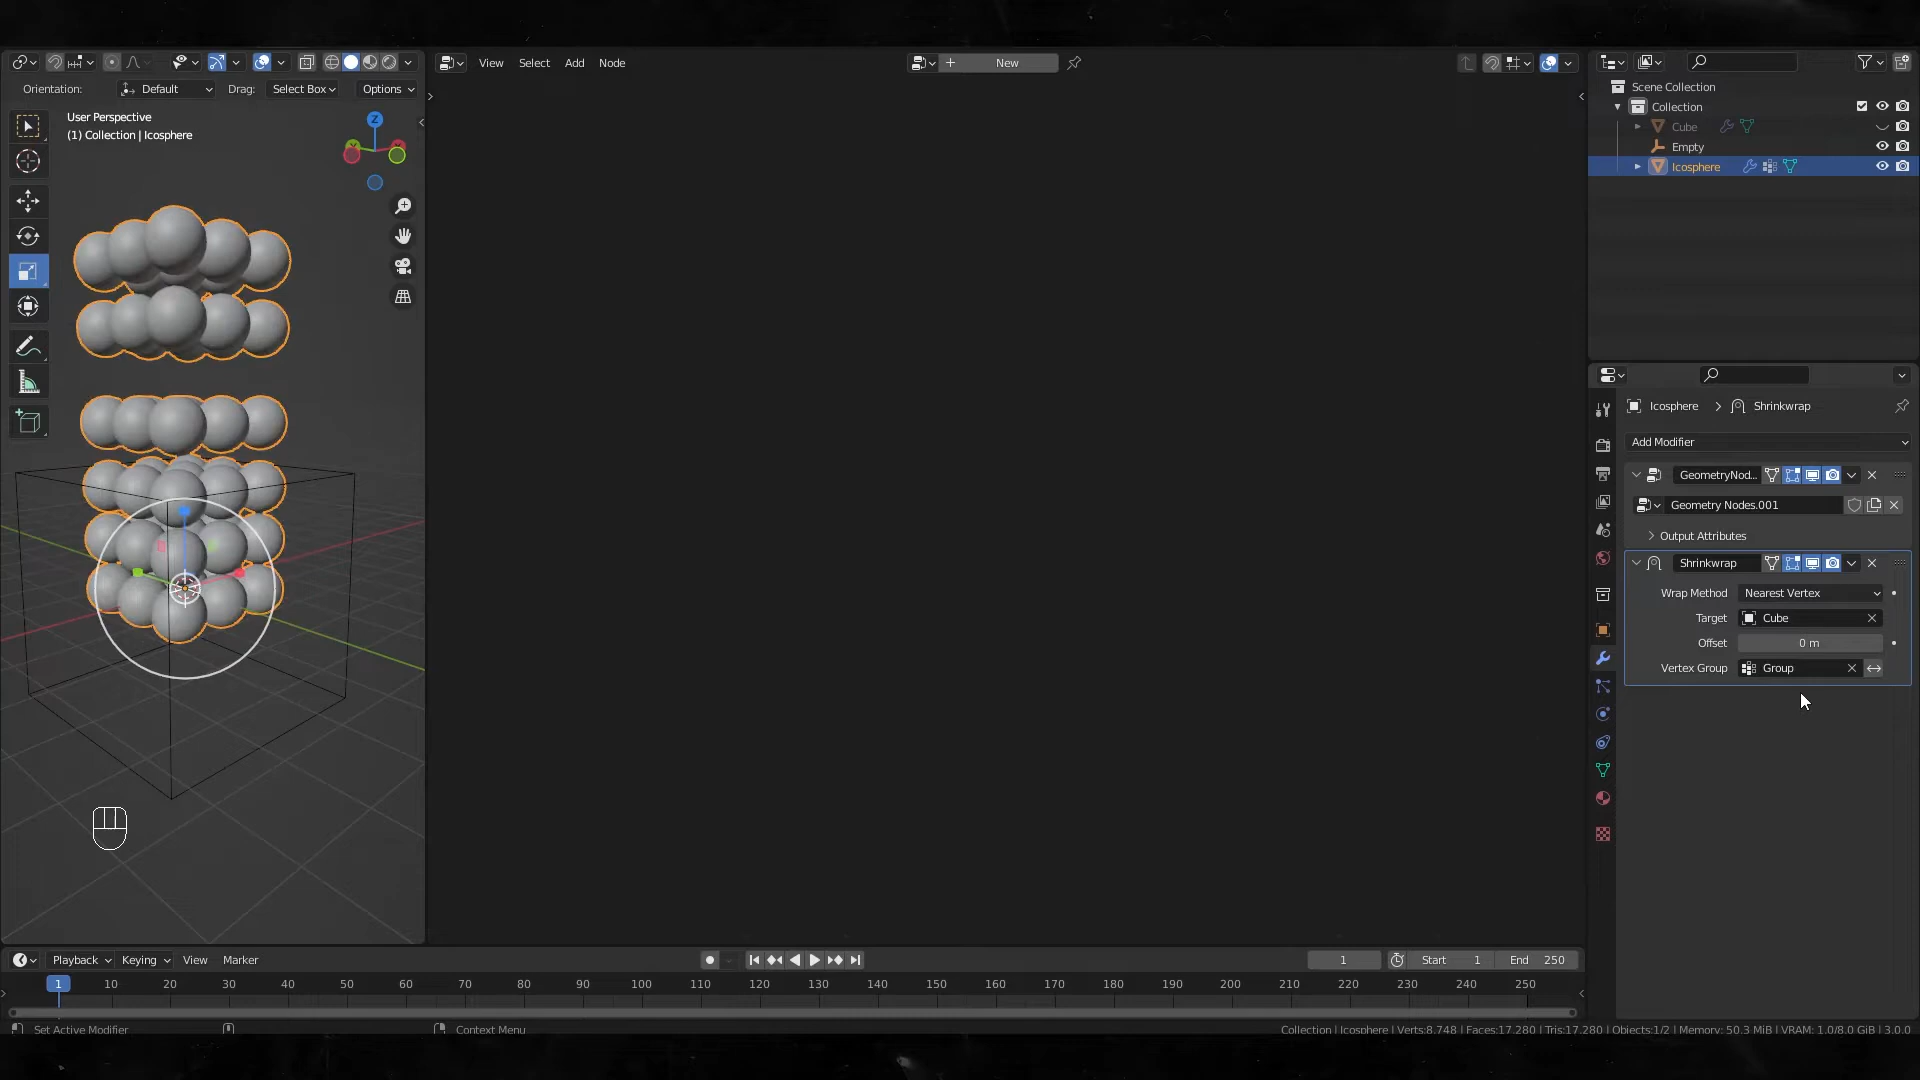 View Select Add Node
New
Orientation: Default Drag: Select Box Options
User Perspective
(1) Collection | Icosphere
Z
Scene Collection
Collection
Cube
Empty
Icosphere
Icosphere > Shrinkwrap
Add Modifier
GeometryNod...
Geometry Nodes.001
Output Attributes
Shrinkwrap
Wrap Method Nearest Vertex
Target Cube
Offset 0 m
Vertex Group Group
Playback Keying View Marker
1 Start 1 End 250
1 10 20 30 40 50 60 70 80 90 100 110 120 130 140 150 160 170 180 190 200 210 220 230 240 250
Set Active Modifier Context Menu
Collection | Icosphere | Verts:8.748 | Faces:17.280 | Tris:17.280 | Objects:1/2 | Memory: 50.3 MiB | VRAM: 1.0/8.0 GiB | 3.0.0